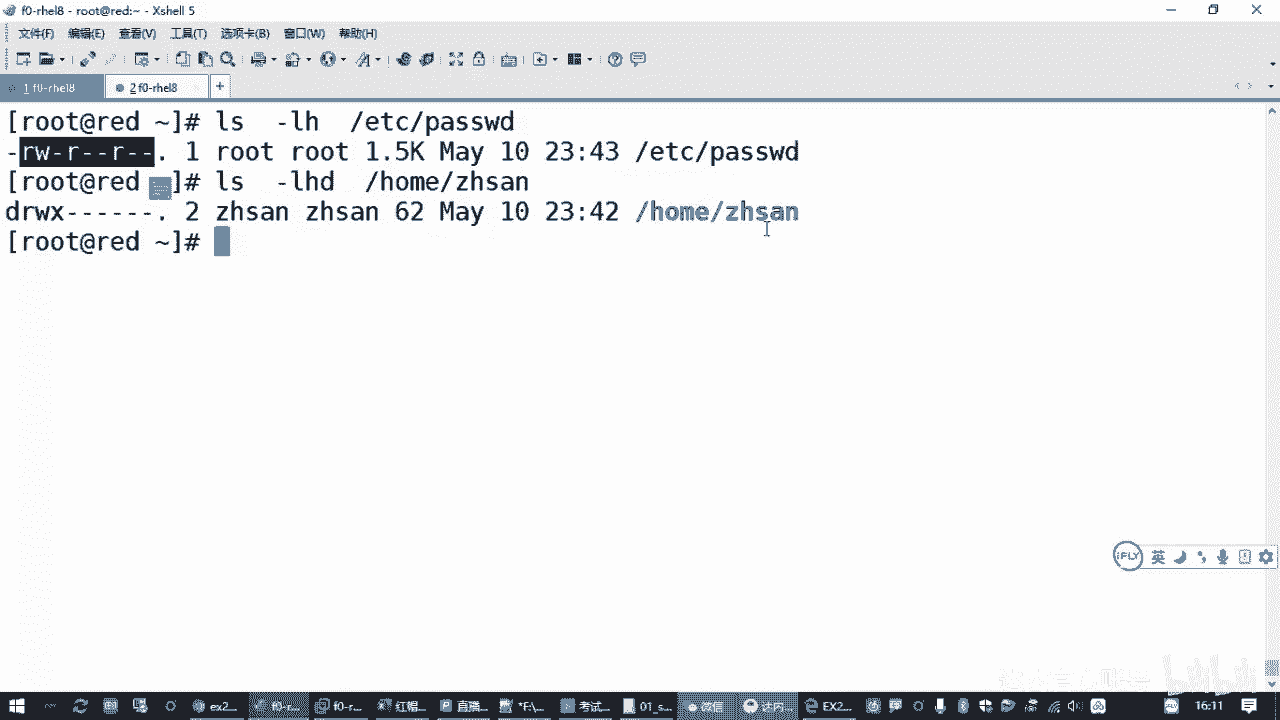 f0-rhel8 - root@red:~ - Xshell 5
文件(F) 编辑(E) 查看(V) 工具(T) 选项卡(B) 窗口(W) 帮助(H)
1 f0-rhel8 2 f0-rhel8 +
[root@red ~]# ls -lh /etc/passwd
-rw-r--r--. 1 root root 1.5K May 10 23:43 /etc/passwd
[root@red ~]# ls -lhd /home/zhsan
drwx------. 2 zhsan zhsan 62 May 10 23:42 /home/zhsan
[root@red ~]#
iFLY 英
ex2... f0-r... f0-r... 红帽... 直播... *F:\... 考试... 01_s... 微信 达内... EX2... 16:11